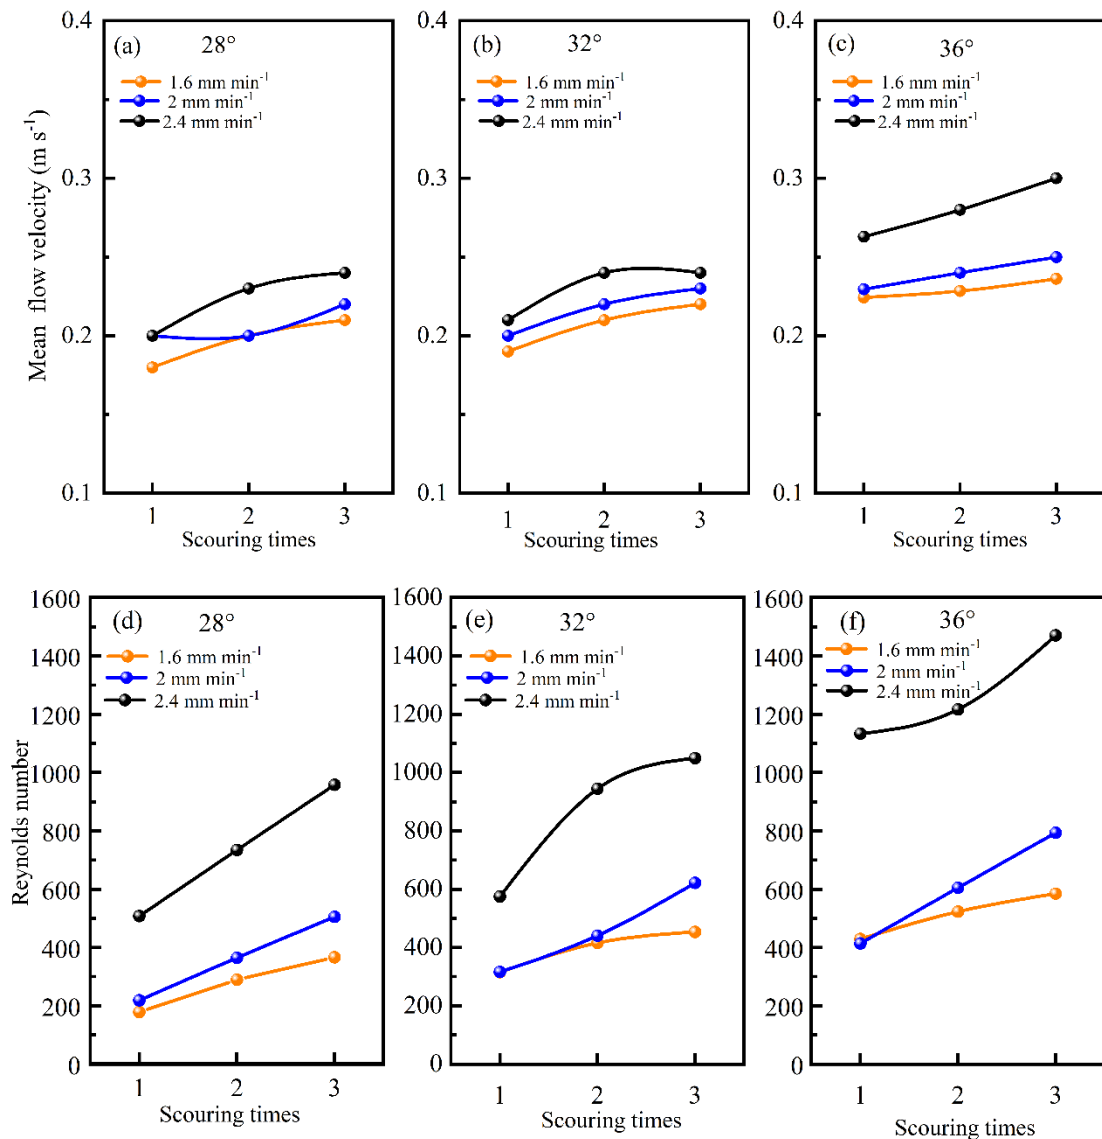 (a) 28°
1.6 mm min⁻¹
2 mm min⁻¹
2.4 mm min⁻¹
0.4
0.3
0.2
0.1
Mean flow velocity (m s⁻¹)
1 2 3
Scouring times
(b) 32°
1.6 mm min⁻¹
2 mm min⁻¹
2.4 mm min⁻¹
0.4
0.3
0.2
0.1
1 2 3
Scouring times
(c) 36°
1.6 mm min⁻¹
2 mm min⁻¹
2.4 mm min⁻¹
0.4
0.3
0.2
0.1
1 2 3
Scouring times
(d) 28°
1.6 mm min⁻¹
2 mm min⁻¹
2.4 mm min⁻¹
1600
1400
1200
1000
800
600
400
200
0
Reynolds number
1 2 3
Scouring times
(e) 32°
1.6 mm min⁻¹
2 mm min⁻¹
2.4 mm min⁻¹
1600
1400
1200
1000
800
600
400
200
0
1 2 3
Scouring times
(f) 36°
1.6 mm min⁻¹
2 mm min⁻¹
2.4 mm min⁻¹
1600
1400
1200
1000
800
600
400
200
0
1 2 3
Scouring times